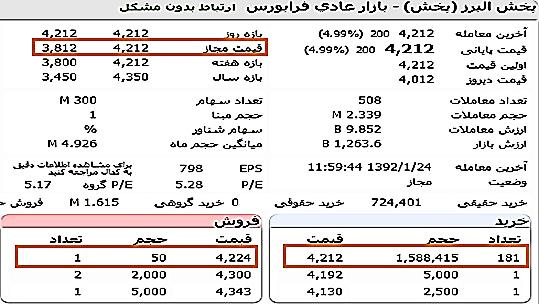 پخش البرز (پخش) - بازار عادي فرابورس ارتباط بدون مشکل
آخرین معامله 4,212 200 (4.99%)
قیمت پایانی 4,212 200 (4.99%)
اولین قیمت 4,212
قیمت دیروز 4,012
بازه روز 4,212 4,212
قیمت مجاز 4,212 3,812
بازه هفته 4,212 3,800
بازه سال 4,350 3,450
تعداد معاملات 508
حجم معاملات 2.339 M
ارزش معاملات 9.852 B
ارزش بازار 1,263.6 B
تعداد سهام 300 M
حجم مبنا 1
سهام شناور %
میانگین حجم ماه 4.926 M
آخرین معامله 1392/1/24 11:59:44
وضعیت مجاز
EPS 798 برای مشاهده اطلاعات دقیق به کدال مراجعه کنید
P/E 5.28 P/E گروه 5.17
خرید حقیقی 724,401 خرید حقوقی 0 خرید گروهی 1.615 M فروش ح
خرید
تعداد حجم قیمت
181 1,588,415 4,212
1 5,000 4,192
1 2,500 4,130
فروش
قیمت حجم تعداد
4,224 50 1
4,300 2,000 2
4,343 5,000 1